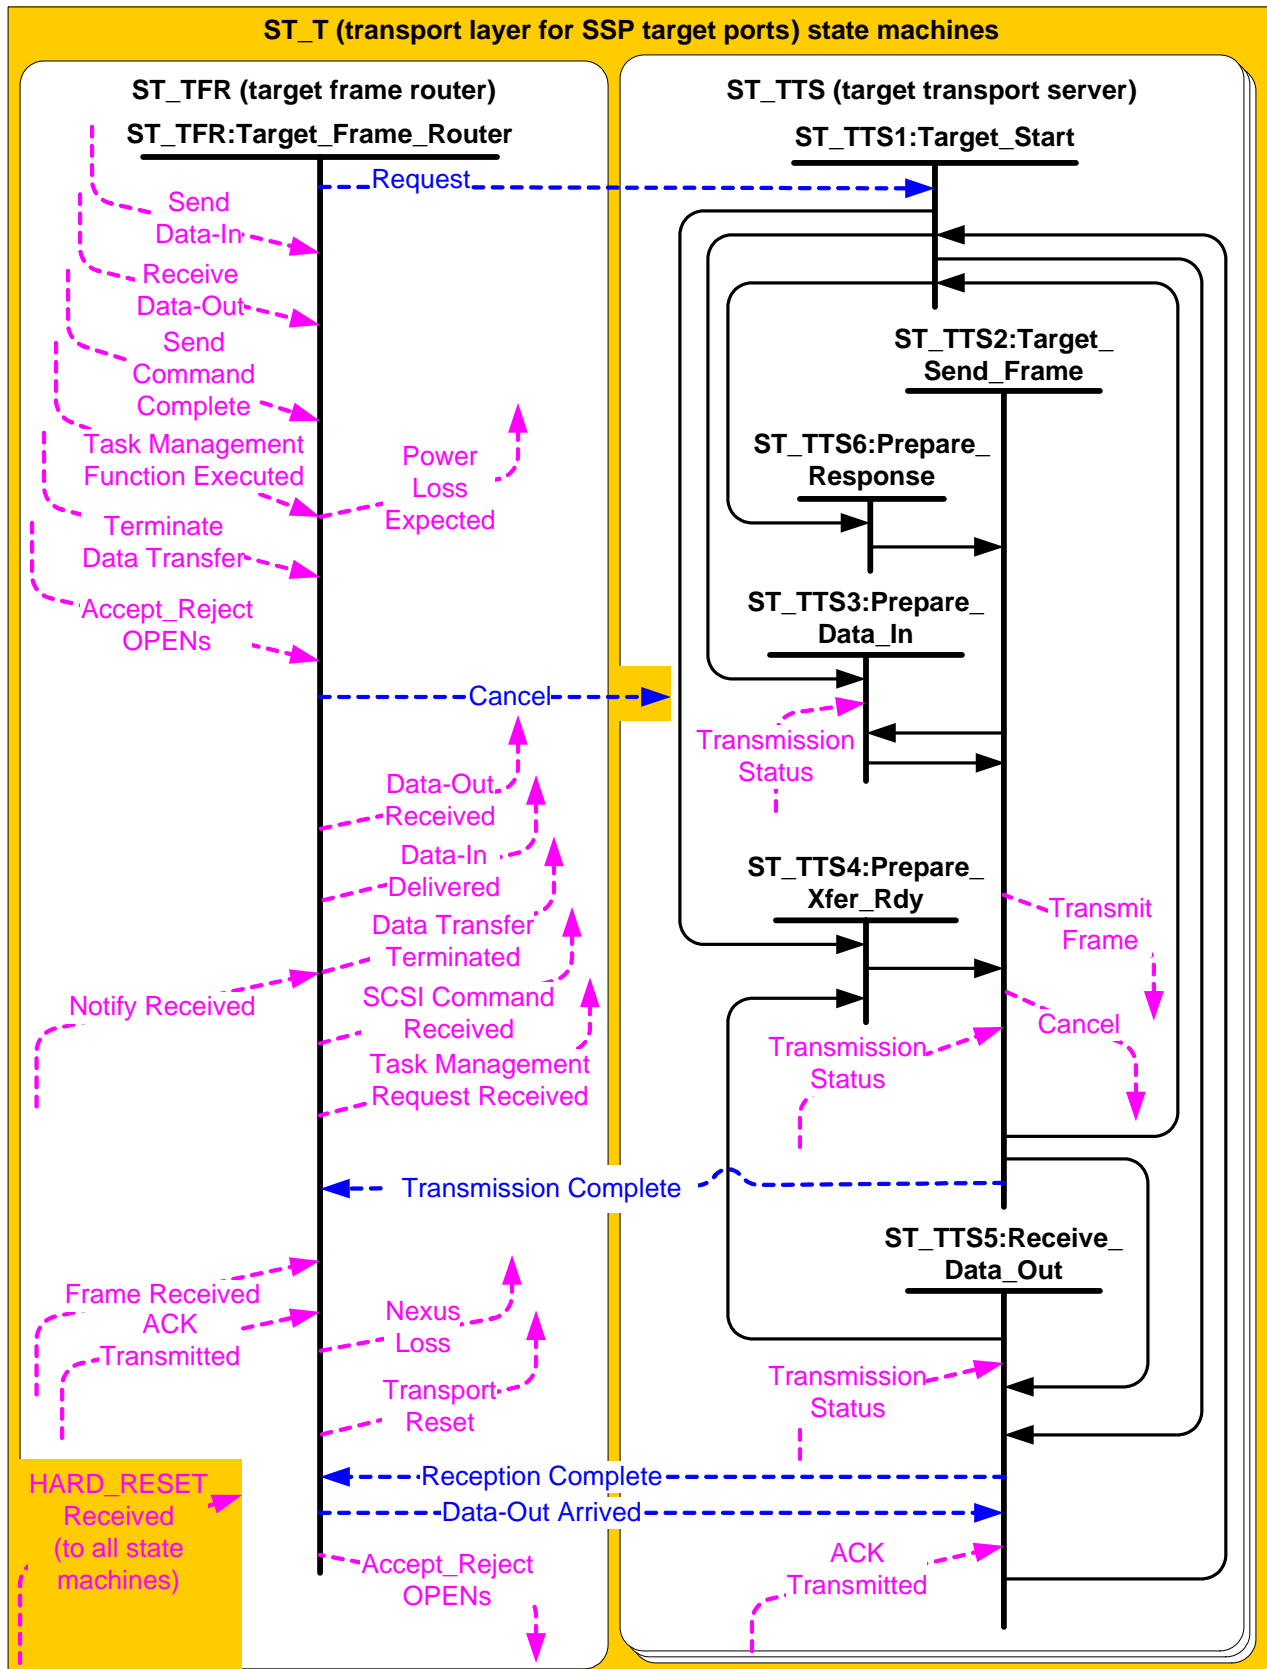 ST_T (transport layer for SSP target ports) state machines
ST_TFR (target frame router)
ST_TFR:Target_Frame_Router
Request
Send
Data-In
Receive
Data-Out
Send
Command
Complete
Task Management
Function Executed
Power
Loss
Expected
Terminate
Data Transfer
Accept_Reject
OPENs
Cancel
Data-Out
Received
Data-In
Delivered
Data Transfer
Terminated
Notify Received
SCSI Command
Received
Task Management
Request Received
Transmission Complete
Frame Received
ACK
Transmitted
Nexus
Loss
Transport
Reset
HARD_RESET
Received
(to all state
machines)
Reception Complete
Data-Out Arrived
Accept_Reject
OPENs
ST_TTS (target transport server)
ST_TTS1:Target_Start
ST_TTS2:Target_
Send_Frame
ST_TTS6:Prepare_
Response
ST_TTS3:Prepare_
Data_In
Transmission
Status
ST_TTS4:Prepare_
Xfer_Rdy
Transmit
Frame
Cancel
Transmission
Status
ST_TTS5:Receive_
Data_Out
Transmission
Status
ACK
Transmitted